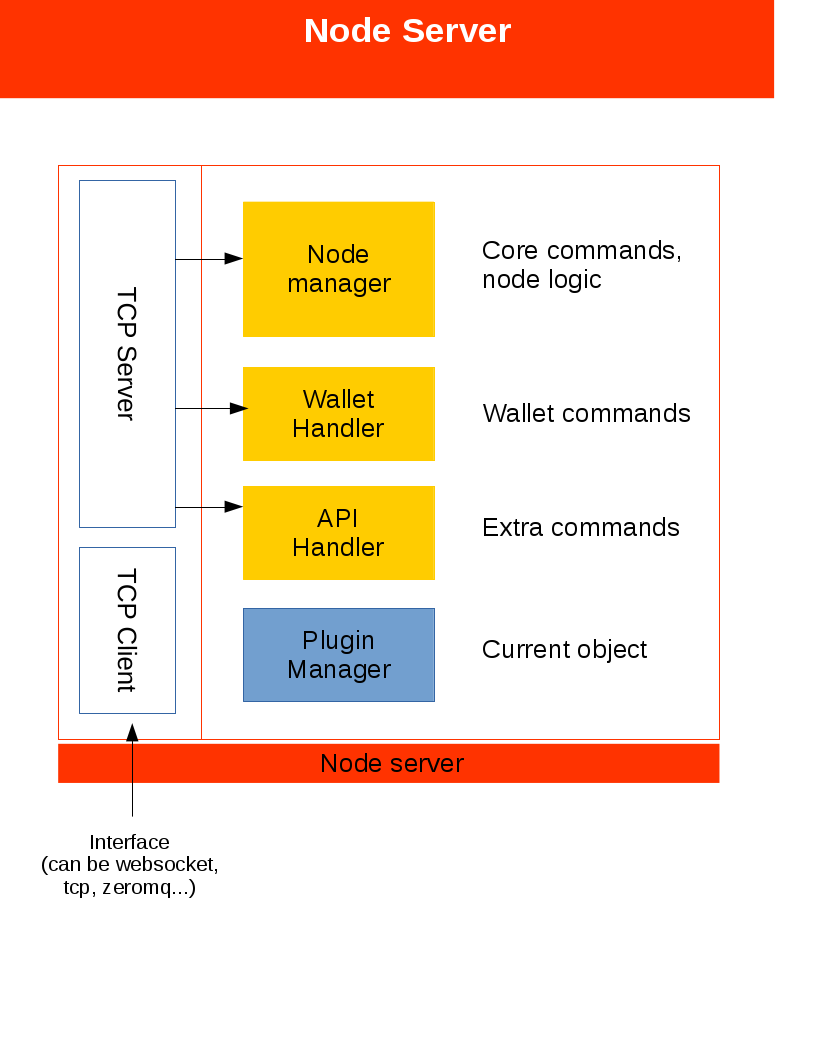 Node Server
TCP Server
Node
manager
Core commands,
node logic
Wallet
Handler
Wallet commands
API
Handler
Extra commands
TCP Client
Plugin
Manager
Current object
Node server
Interface
(can be websocket,
tcp, zeromq...)